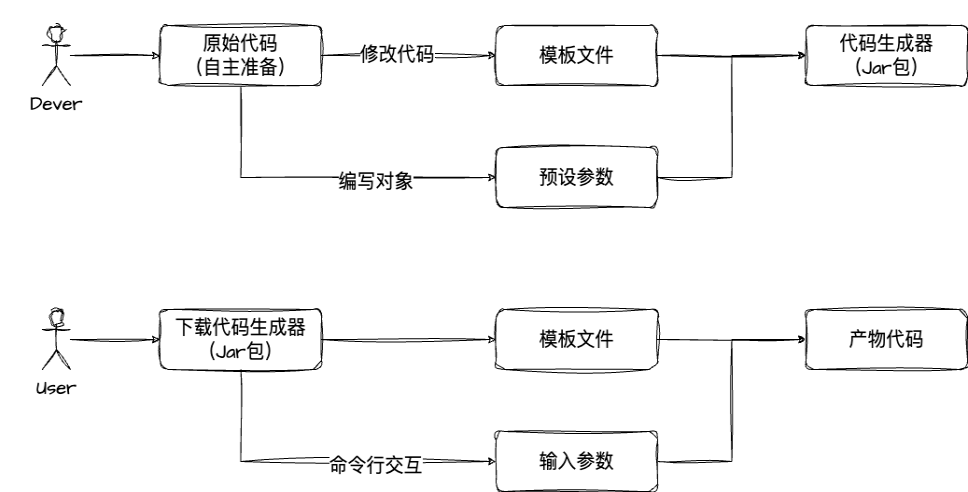 原始代码
(自主准备)
修改代码
模板文件
代码生成器
(Jar包)
Dever
编写对象
预设参数
下载代码生成器
(Jar包)
模板文件
产物代码
User
命令行交互
输入参数